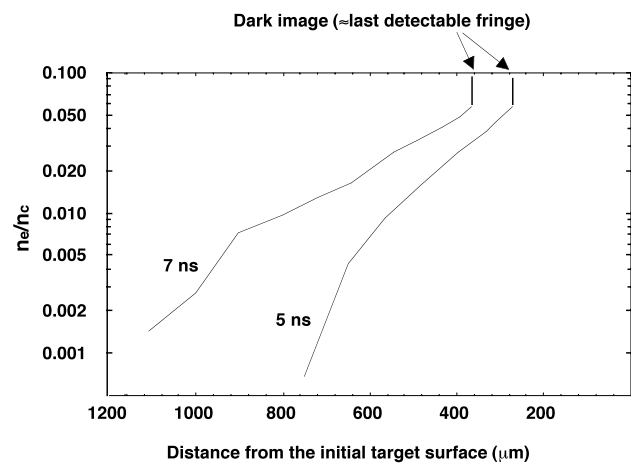 Dark image (≈last detectable fringe)
0.100
0.050
0.020
0.010
0.005
0.002
0.001
ne/nc
7 ns
5 ns
1200 1000 800 600 400 200
Distance from the initial target surface (μm)